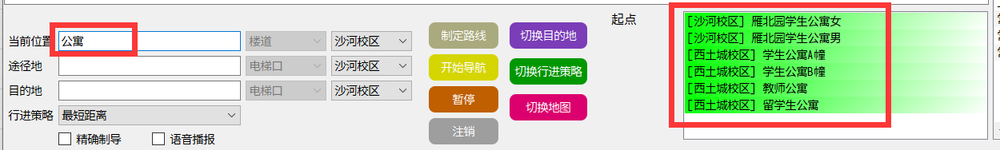 起点
当前位置 公寓 楼道 沙河校区
途径地 电梯口 沙河校区
目的地 电梯口 沙河校区
行进策略 最短距离
精确制导 语音播报
制定路线 切换目的地
开始导航 切换行进策略
暂停 切换地图
注销
[沙河校区] 雁北园学生公寓女
[沙河校区] 雁北园学生公寓男
[西土城校区] 学生公寓A幢
[西土城校区] 学生公寓B幢
[西土城校区] 教师公寓
[西土城校区] 留学生公寓